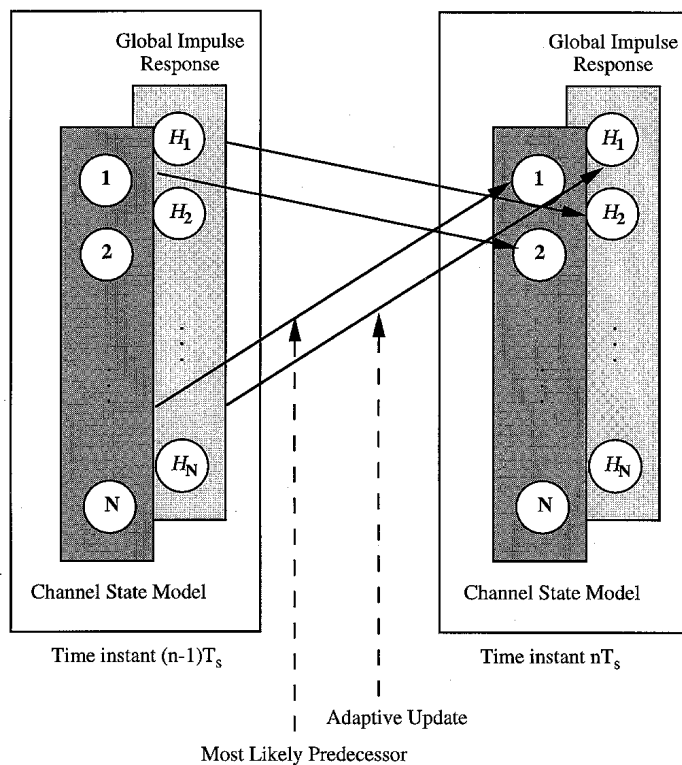 Global Impulse
Response
H1
1
H2
2
HN
N
Channel State Model
Time instant (n-1)Ts
Global Impulse
Response
H1
1
H2
2
HN
N
Channel State Model
Time instant nTs
Adaptive Update
Most Likely Predecessor